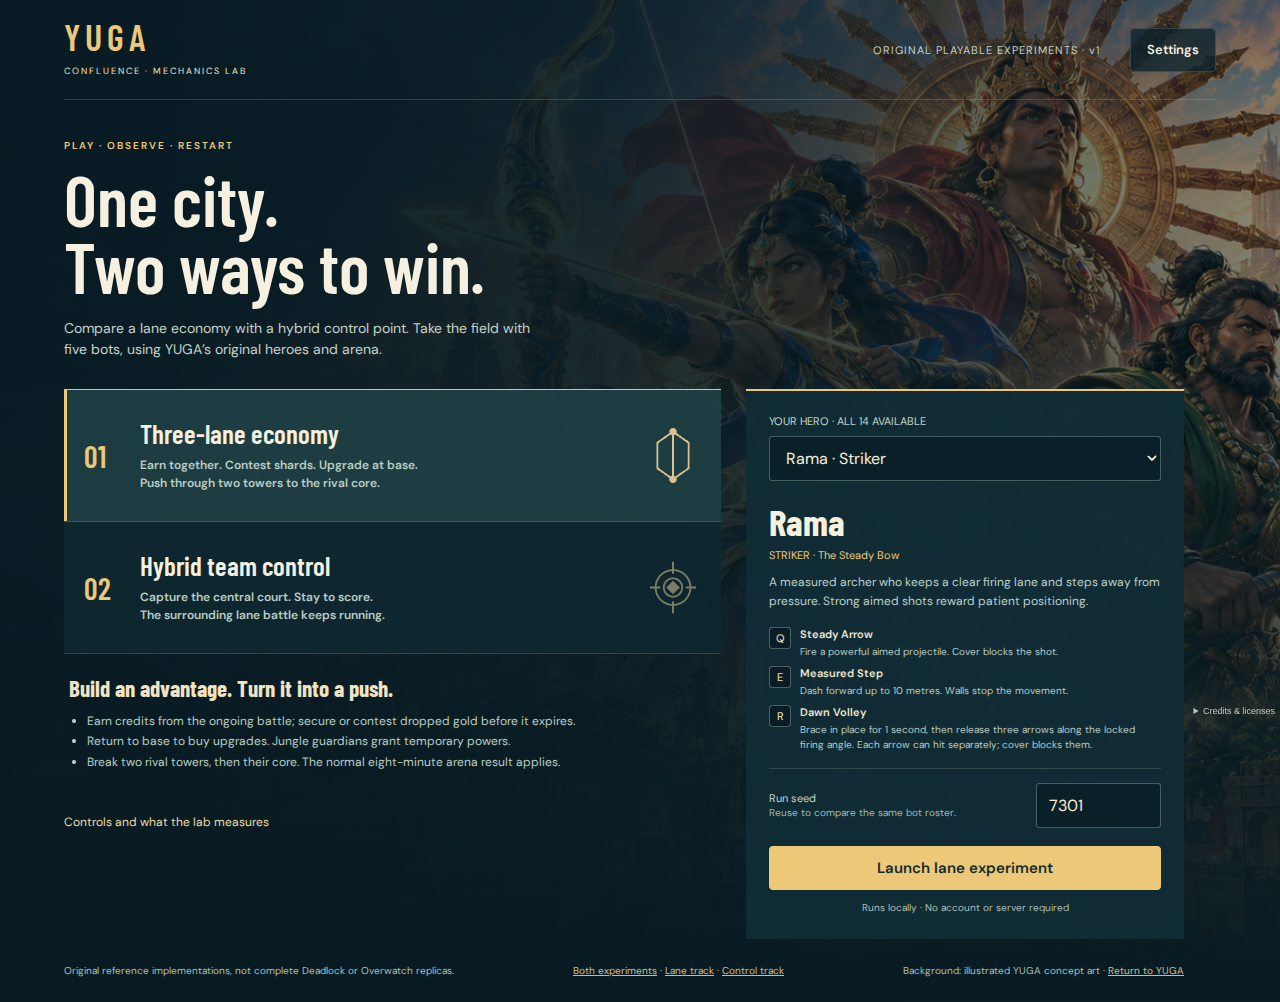 YUGA
CONFLUENCE · MECHANICS LAB
ORIGINAL PLAYABLE EXPERIMENTS · v1
Settings
PLAY · OBSERVE · RESTART
One city.
Two ways to win.
Compare a lane economy with a hybrid control point. Take the field with
five bots, using YUGA’s original heroes and arena.
01
Three-lane economy
Earn together. Contest shards. Upgrade at base.
Push through two towers to the rival core.
02
Hybrid team control
Capture the central court. Stay to score.
The surrounding lane battle keeps running.
Build an advantage. Turn it into a push.
• Earn credits from the ongoing battle; secure or contest dropped gold before it expires.
• Return to base to buy upgrades. Jungle guardians grant temporary powers.
• Break two rival towers, then their core. The normal eight-minute arena result applies.
Controls and what the lab measures
YOUR HERO · ALL 14 AVAILABLE
Rama · Striker
Rama
STRIKER · The Steady Bow
A measured archer who keeps a clear firing lane and steps away from
pressure. Strong aimed shots reward patient positioning.
Q
Steady Arrow
Fire a powerful aimed projectile. Cover blocks the shot.
E
Measured Step
Dash forward up to 10 metres. Walls stop the movement.
R
Dawn Volley
Brace in place for 1 second, then release three arrows along the locked
firing angle. Each arrow can hit separately; cover blocks them.
Run seed
Reuse to compare the same bot roster.
7301
Launch lane experiment
Runs locally · No account or server required
▶ Credits & licenses
Original reference implementations, not complete Deadlock or Overwatch replicas.
Both experiments · Lane track · Control track
Background: illustrated YUGA concept art · Return to YUGA